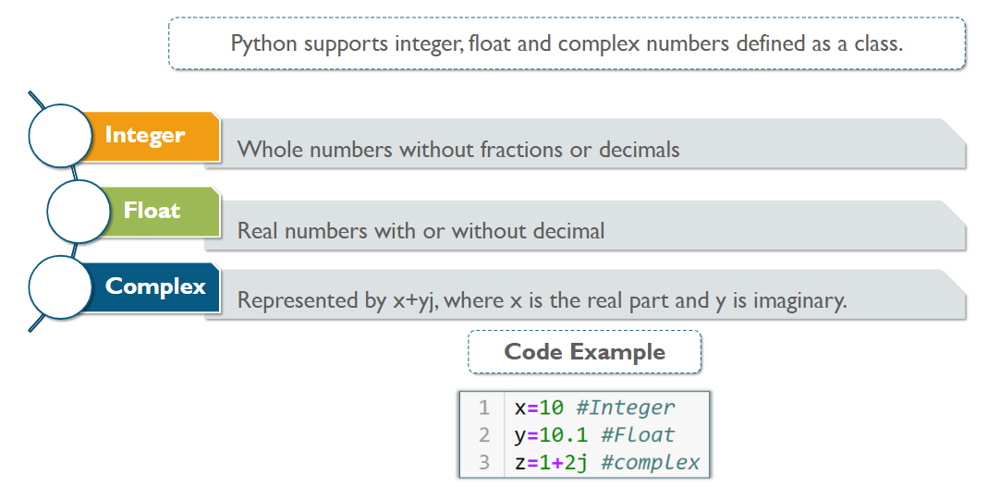 Python supports integer, float and complex numbers defined as a class.
Integer
Whole numbers without fractions or decimals
Float
Real numbers with or without decimal
Complex
Represented by x+yj, where x is the real part and y is imaginary.
Code Example
1 x=10 #Integer
2 y=10.1 #Float
3 z=1+2j #complex